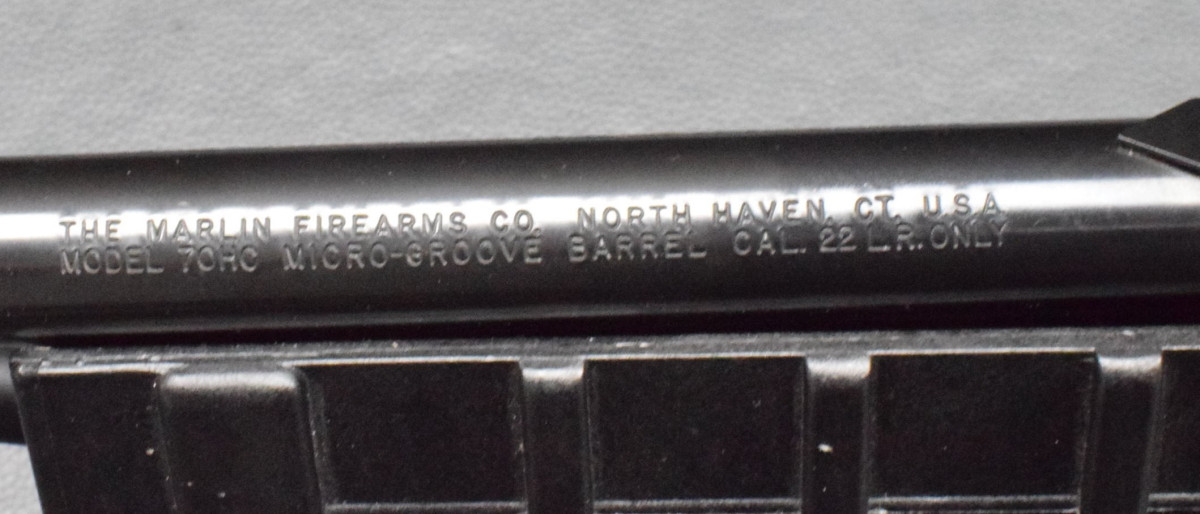 THE MARLIN FIREARMS CO. NORTH HAVEN, CT. U.S.A.
MODEL 70HC MICRO-GROOVE BARREL CAL. 22 L.R. ONLY